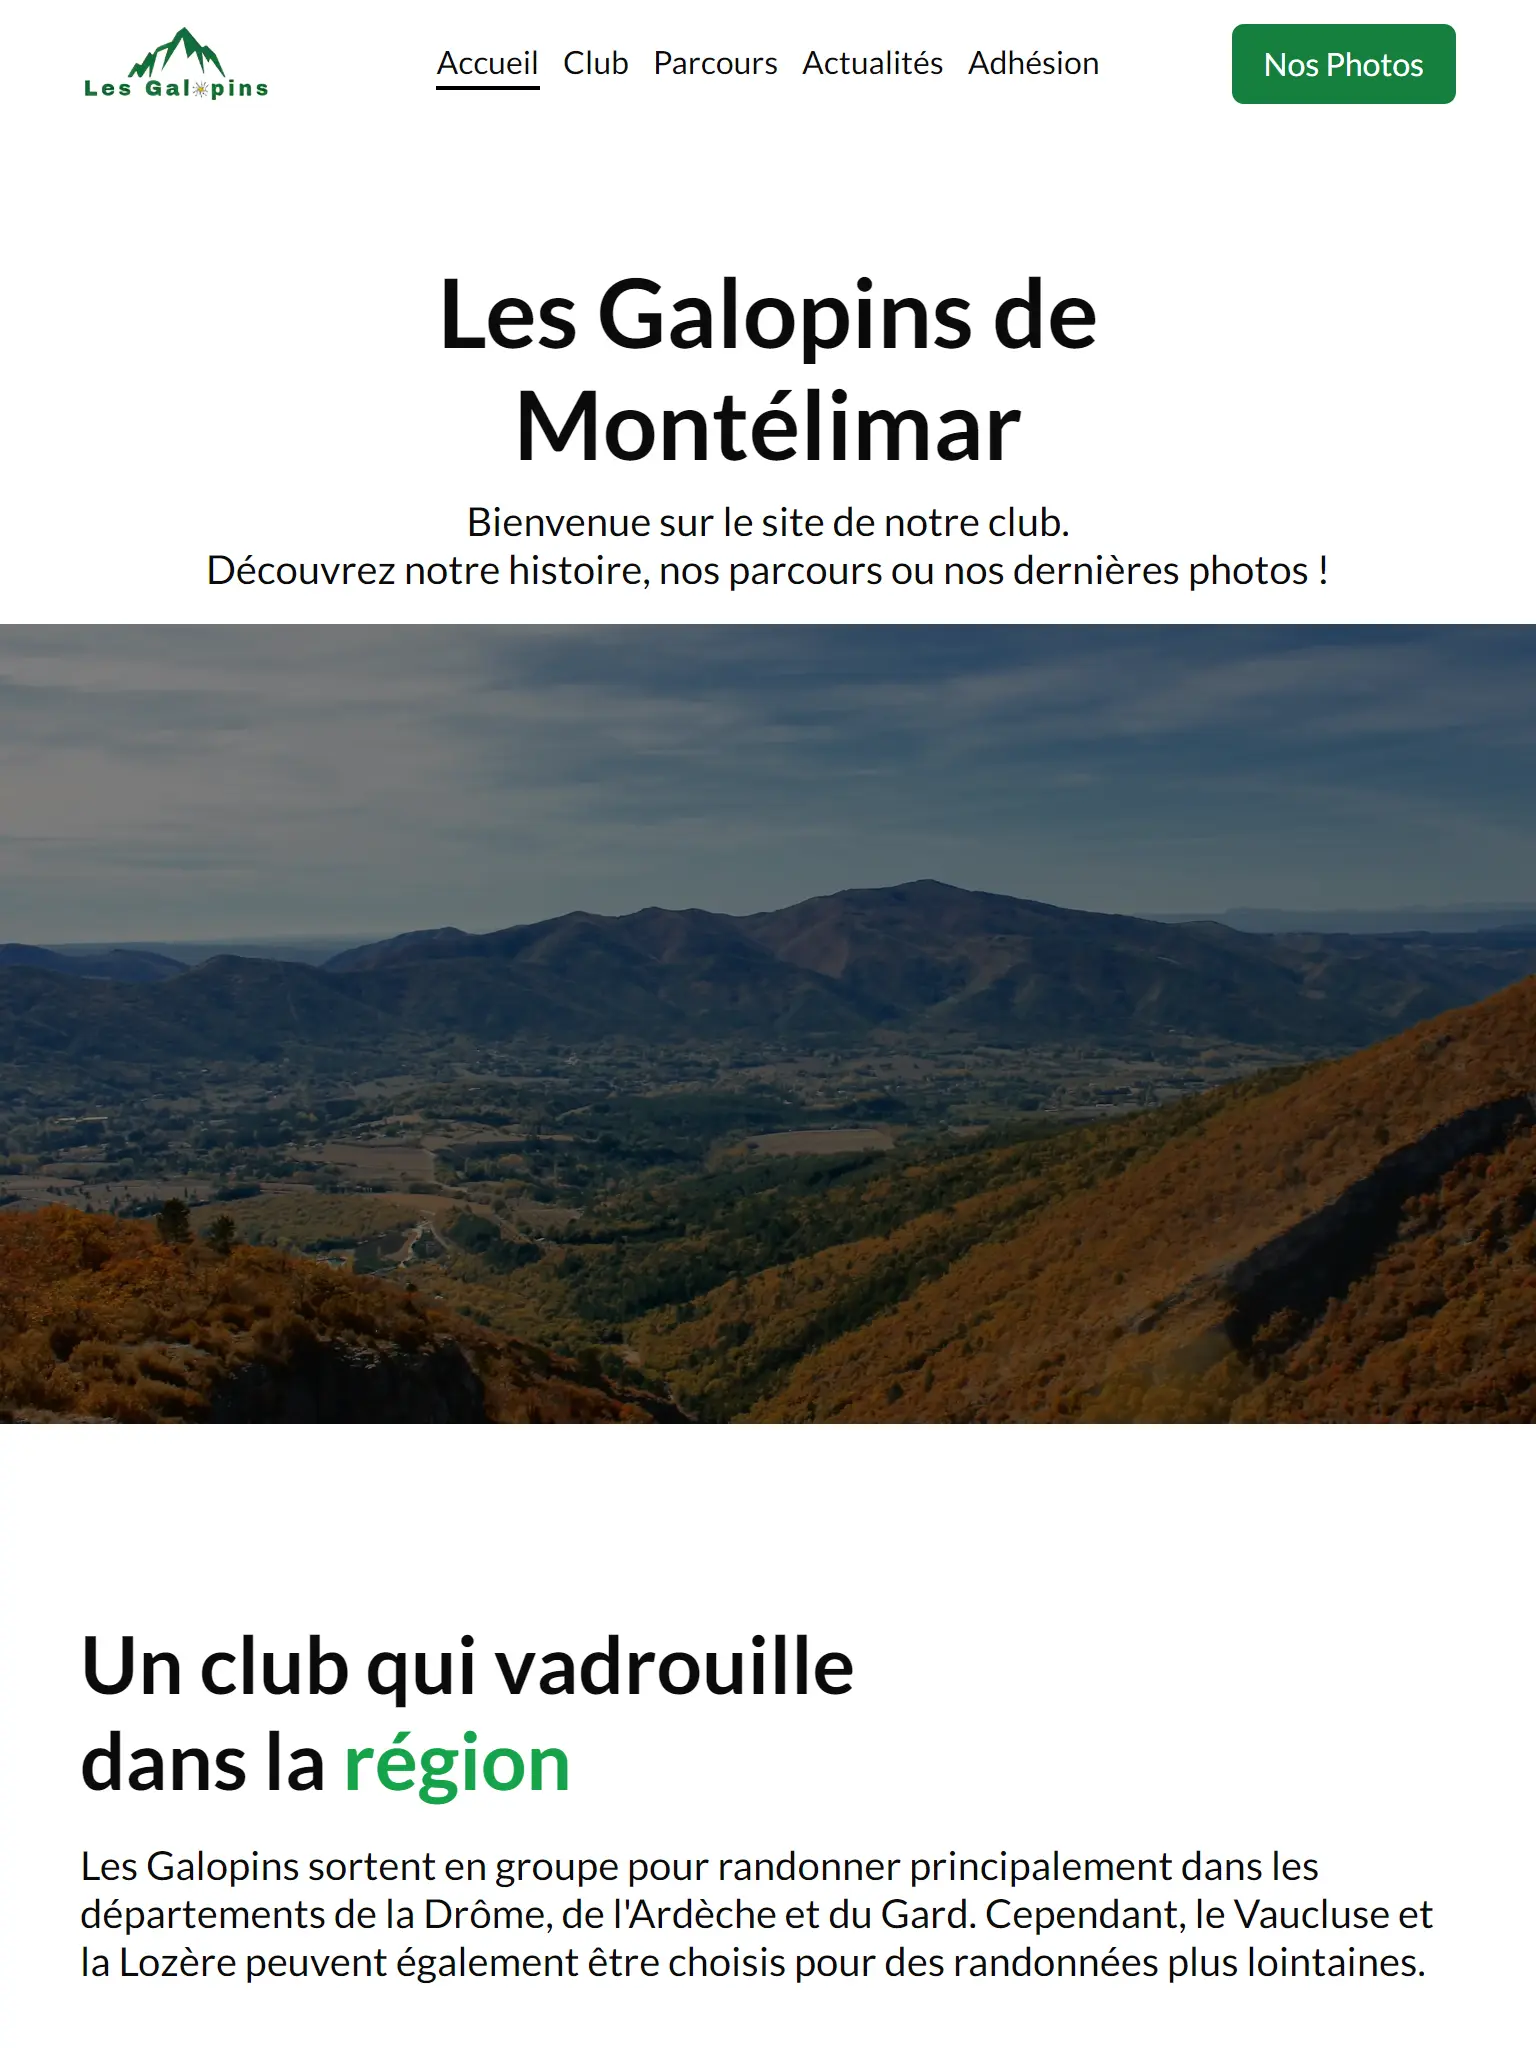 Les Galopins
Accueil Club Parcours Actualités Adhésion
Nos Photos
Les Galopins de
Montélimar
Bienvenue sur le site de notre club.
Découvrez notre histoire, nos parcours ou nos dernières photos !
Un club qui vadrouille
dans la région
Les Galopins sortent en groupe pour randonner principalement dans les
départements de la Drôme, de l'Ardèche et du Gard. Cependant, le Vaucluse et
la Lozère peuvent également être choisis pour des randonnées plus lointaines.